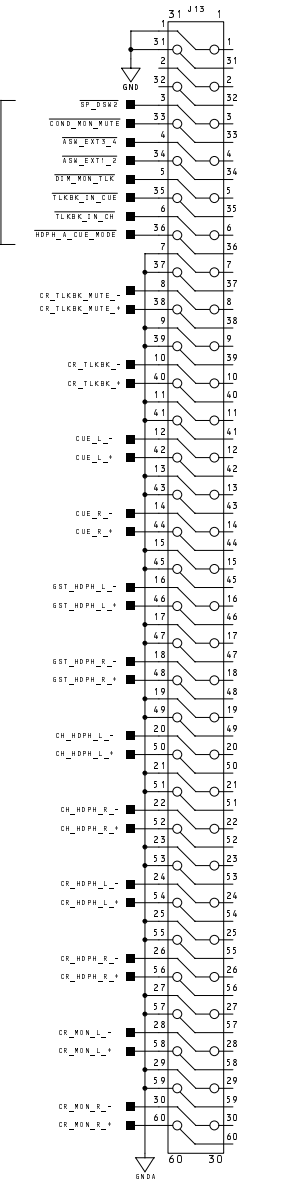 J13
31 1
1
31 1
2 31
32 2
GND
SP_DSW2 3 32
COND_MON_MUTE 33 3
ASW_EXT3_4 4 33
ASW_EXT1_2 34 4
DIM_MON_TLK 5 34
TLKBK_IN_CUE 35 5
TLKBK_IN_CH 6 35
HDPH_A_CUE_MODE 36 6
7 36
37 7
CR_TLKBK_MUTE_- 8 37
CR_TLKBK_MUTE_+ 38 8
9 38
39 9
CR_TLKBK_- 10 39
CR_TLKBK_+ 40 10
11 40
41 11
CUE_L_- 12 41
CUE_L_+ 42 12
13 42
43 13
CUE_R_- 14 43
CUE_R_+ 44 14
15 44
45 15
GST_HDPH_L_- 16 45
GST_HDPH_L_+ 46 16
17 46
47 17
GST_HDPH_R_- 18 47
GST_HDPH_R_+ 48 18
19 48
49 19
CH_HDPH_L_- 20 49
CH_HDPH_L_+ 50 20
21 50
51 21
CH_HDPH_R_- 22 51
CH_HDPH_R_+ 52 22
23 52
53 23
CR_HDPH_L_- 24 53
CR_HDPH_L_+ 54 24
25 54
55 25
CR_HDPH_R_- 26 55
CR_HDPH_R_+ 56 26
27 56
57 27
CR_MON_L_- 28 57
CR_MON_L_+ 58 28
29 58
59 29
CR_MON_R_- 30 59
CR_MON_R_+ 60 30
60
60 30
GNDA